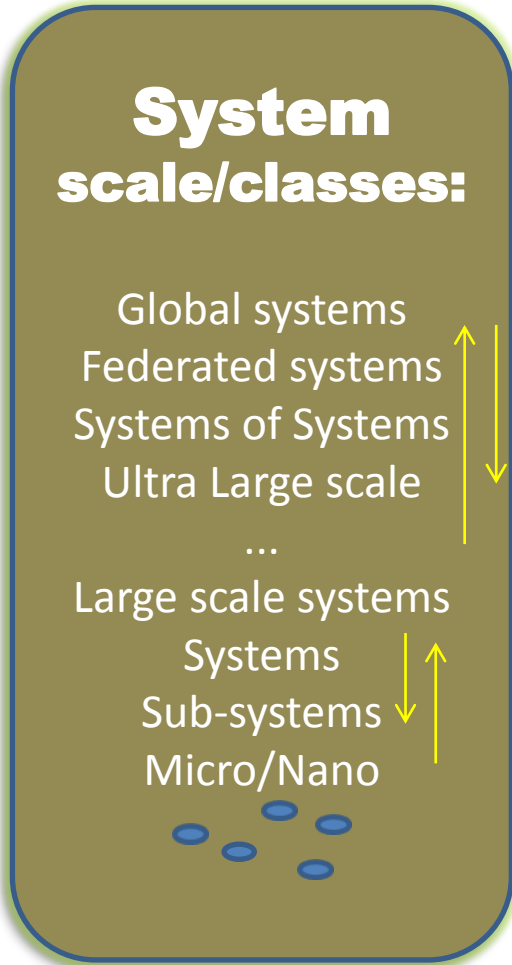 System
scale/classes:
Global systems
Federated systems
Systems of Systems
Ultra Large scale
...
Large scale systems
Systems
Sub-systems
Micro/Nano